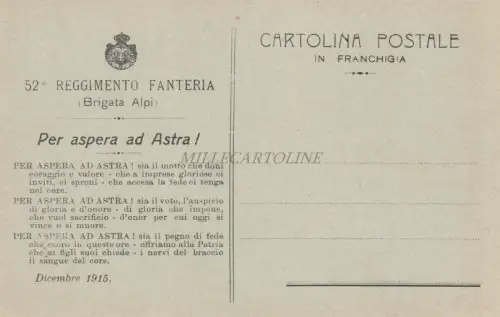 52° REGGIMENTO FANTERIA
(Brigata Alpi)
Per aspera ad Astra!
PER ASPERA AD ASTRA! sia il motto che doni
coraggio e valore - che a imprese gloriose ci
inviti, ci sproni - che accesa la fede ci tenga
nel core.
PER ASPERA AD ASTRA! sia il voto, l'auspicio
di gloria e d'onore - di gloria che impone,
che vuol sacrificio - d'onor per cui oggi si
vince o si muore.
PER ASPERA AD ASTRA! sia il pegno di fede
che, sacro in queste ore - offriamo alla Patria
che ai figli suoi chiede - i nervi del braccio
il sangue del core.
Dicembre 1915.
CARTOLINA POSTALE
IN FRANCHIGIA
MILLECARTOLINE